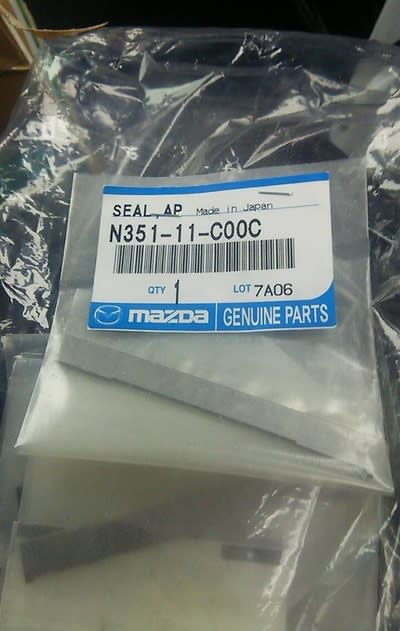 SEAL, AP Made in Japan
N351-11-C00C
QTY 1 LOT 7A06
mazda GENUINE PARTS